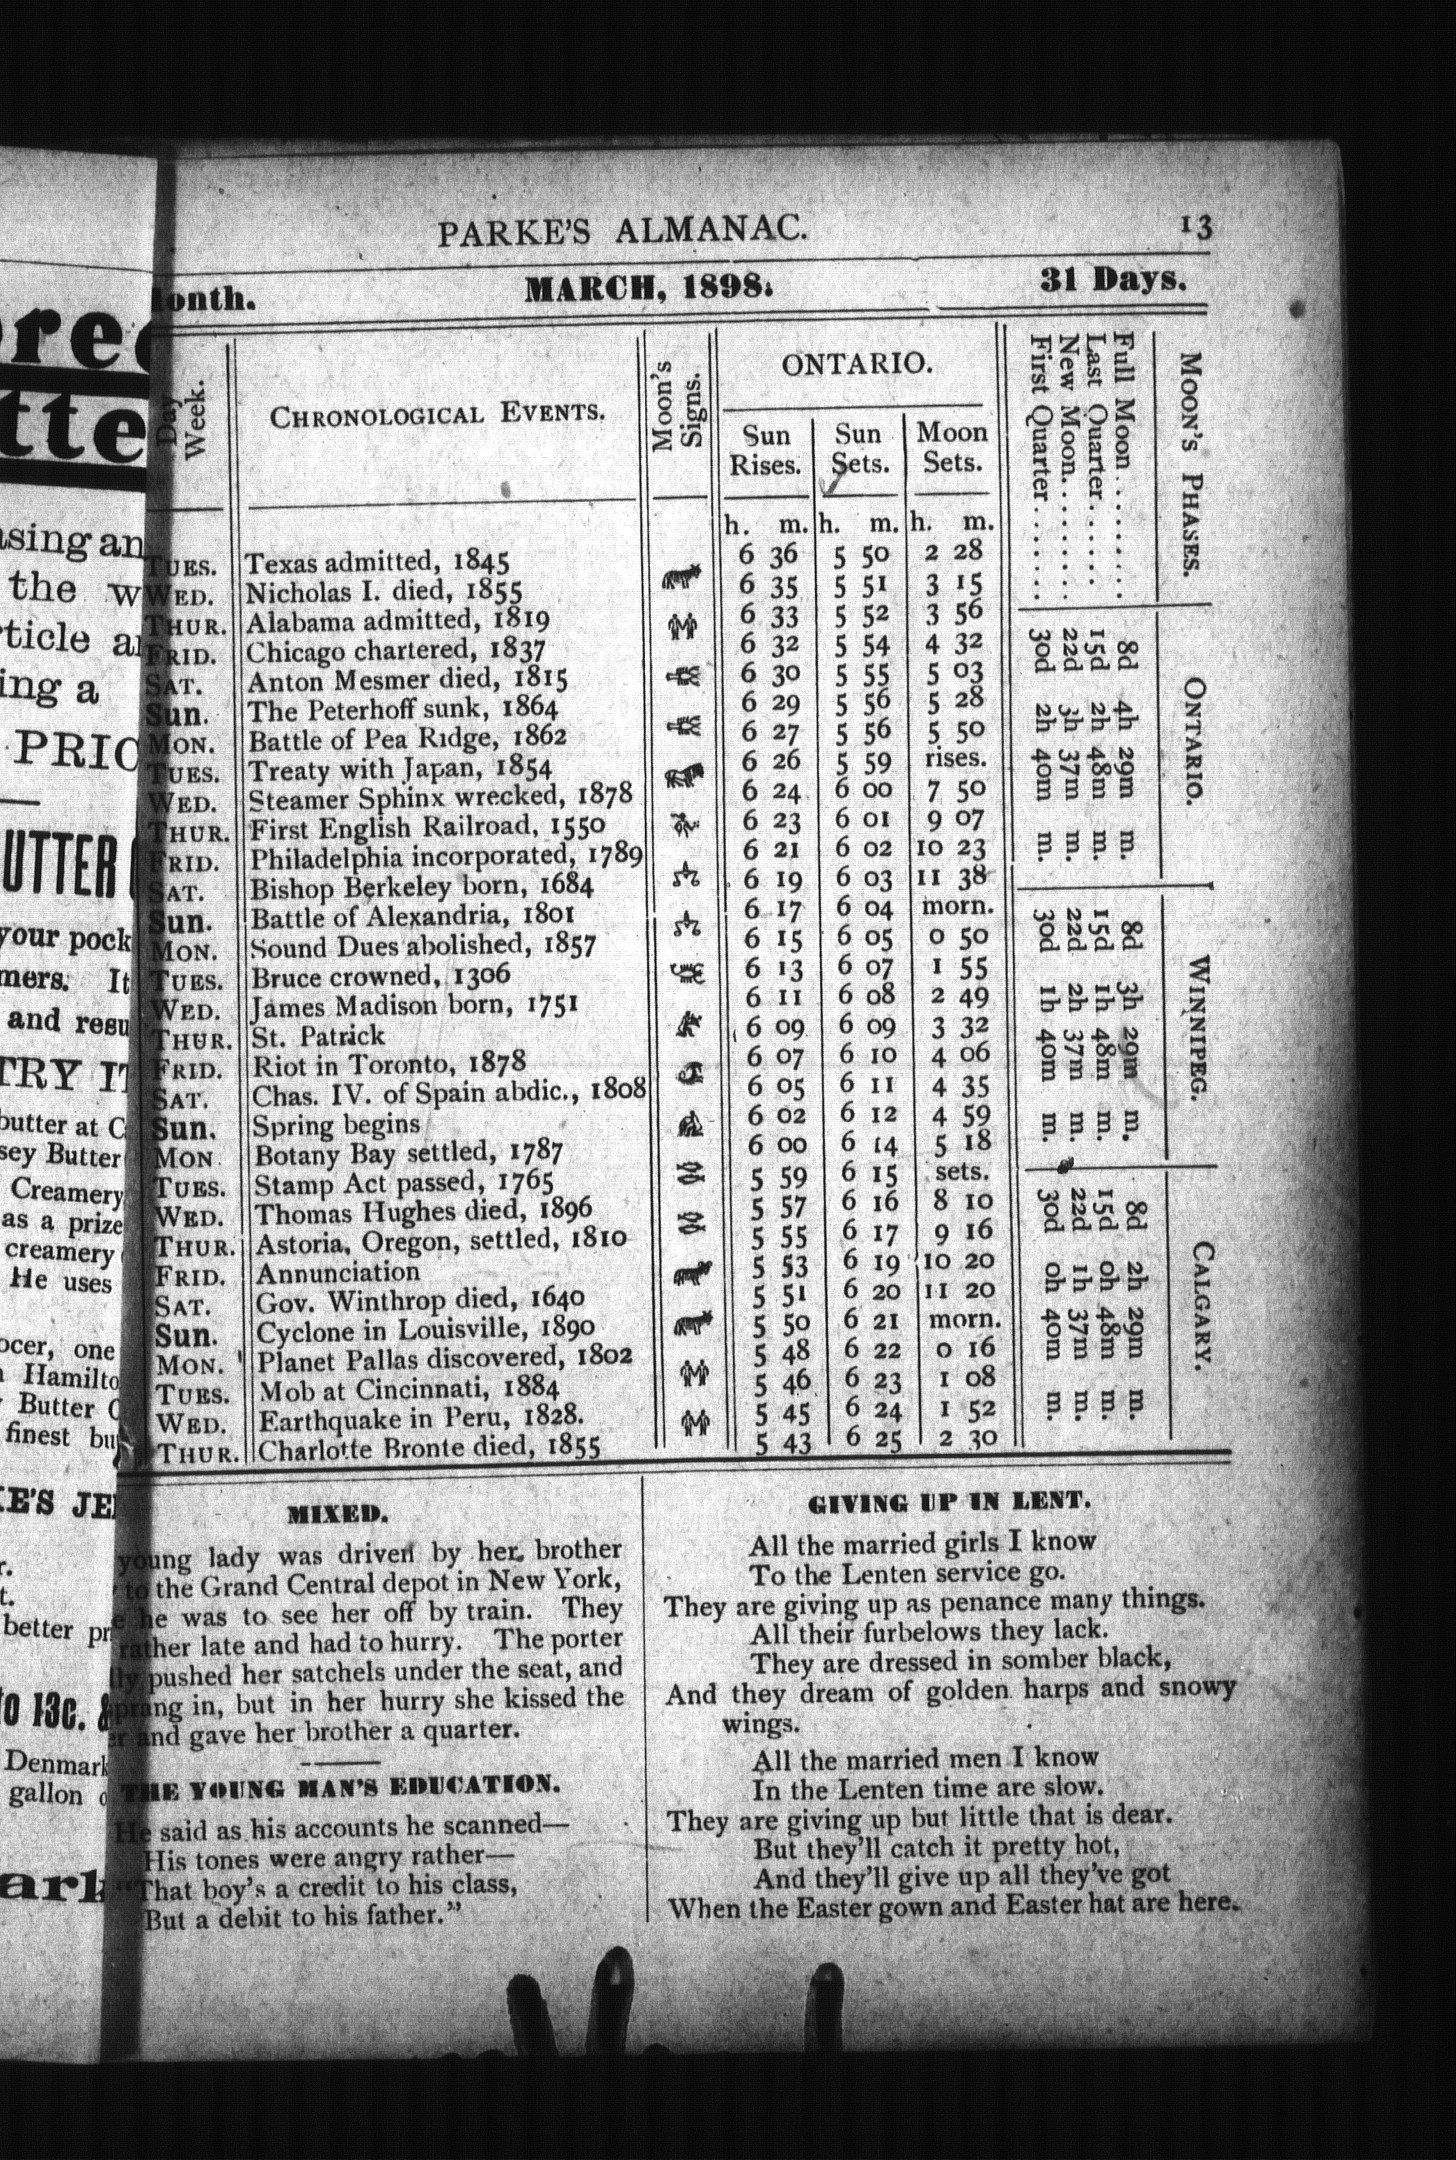 PARKE'S ALMANAC. 13
MARCH, 1898. 31 Days.
Day
Week.
CHRONOLOGICAL EVENTS.
Moon's
Signs.
ONTARIO.
Sun
Rises.
Sun
Sets.
Moon
Sets.
h. m. h. m. h. m.
TUES. Texas admitted, 1845 6 36 5 50 2 28
WED. Nicholas I. died, 1855 6 35 5 51 3 15
THUR. Alabama admitted, 1819 6 33 5 52 3 56
FRID. Chicago chartered, 1837 6 32 5 54 4 32
SAT. Anton Mesmer died, 1815 6 30 5 55 5 03
Sun. The Peterhoff sunk, 1864 6 29 5 56 5 28
MON. Battle of Pea Ridge, 1862 6 27 5 56 5 50
TUES. Treaty with Japan, 1854 6 26 5 59 rises.
WED. Steamer Sphinx wrecked, 1878 6 24 6 00 7 50
THUR. First English Railroad, 1550 6 23 6 01 9 07
FRID. Philadelphia incorporated, 1789 6 21 6 02 10 23
SAT. Bishop Berkeley born, 1684 6 19 6 03 11 38
Sun. Battle of Alexandria, 1801 6 17 6 04 morn.
MON. Sound Dues abolished, 1857 6 15 6 05 0 50
TUES. Bruce crowned, 1306 6 13 6 07 1 55
WED. James Madison born, 1751 6 11 6 08 2 49
THUR. St. Patrick 6 09 6 09 3 32
FRID. Riot in Toronto, 1878 6 07 6 10 4 06
SAT. Chas. IV. of Spain abdic., 1808 6 05 6 11 4 35
Sun. Spring begins 6 02 6 12 4 59
MON. Botany Bay settled, 1787 6 00 6 14 5 18
TUES. Stamp Act passed, 1765 5 59 6 15 sets.
WED. Thomas Hughes died, 1896 5 57 6 16 8 10
THUR. Astoria, Oregon, settled, 1810 5 55 6 17 9 16
FRID. Annunciation 5 53 6 19 10 20
SAT. Gov. Winthrop died, 1640 5 51 6 20 11 20
Sun. Cyclone in Louisville, 1890 5 50 6 21 morn.
MON. Planet Pallas discovered, 1802 5 48 6 22 0 16
TUES. Mob at Cincinnati, 1884 5 46 6 23 1 08
WED. Earthquake in Peru, 1828. 5 45 6 24 1 52
THUR. Charlotte Bronte died, 1855 5 43 6 25 2 30
MOON'S PHASES. ONTARIO. WINNIPEG. CALGARY.
Full Moon....... 8d 4h 29m m. 8d 3h 29m m. 8d 2h 29m m.
Last Quarter...... 15d 2h 48m m. 15d 1h 48m m. 15d 0h 48m m.
New Moon....... 22d 3h 37m m. 22d 2h 37m m. 22d 1h 37m m.
First Quarter...... 30d 2h 40m m. 30d 1h 40m m. 30d 0h 40m m.
MIXED.
young lady was driven by her brother
to the Grand Central depot in New York,
he was to see her off by train. They
rather late and had to hurry. The porter
pushed her satchels under the seat, and
sprang in, but in her hurry she kissed the
and gave her brother a quarter.
THE YOUNG MAN'S EDUCATION.
He said as his accounts he scanned—
His tones were angry rather—
"That boy's a credit to his class,
But a debit to his father."
GIVING UP IN LENT.
All the married girls I know
To the Lenten service go.
They are giving up as penance many things.
All their furbelows they lack.
They are dressed in somber black,
And they dream of golden harps and snowy
wings.
All the married men I know
In the Lenten time are slow.
They are giving up but little that is dear.
But they'll catch it pretty hot,
And they'll give up all they've got
When the Easter gown and Easter hat are here.
the
ticle
ing a
UTTER
your pock
mers. It
and
TRY
butter at
sey Butter
Creamery
as a prize
creamery
He uses
one
Butter
finest
better
to 13c. &
Denmark
gallon